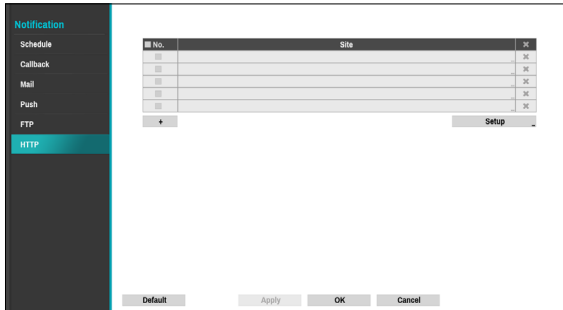 Notification
Schedule
Callback
Mail
Push
FTP
HTTP
No. Site
+ Setup
Default Apply OK Cancel